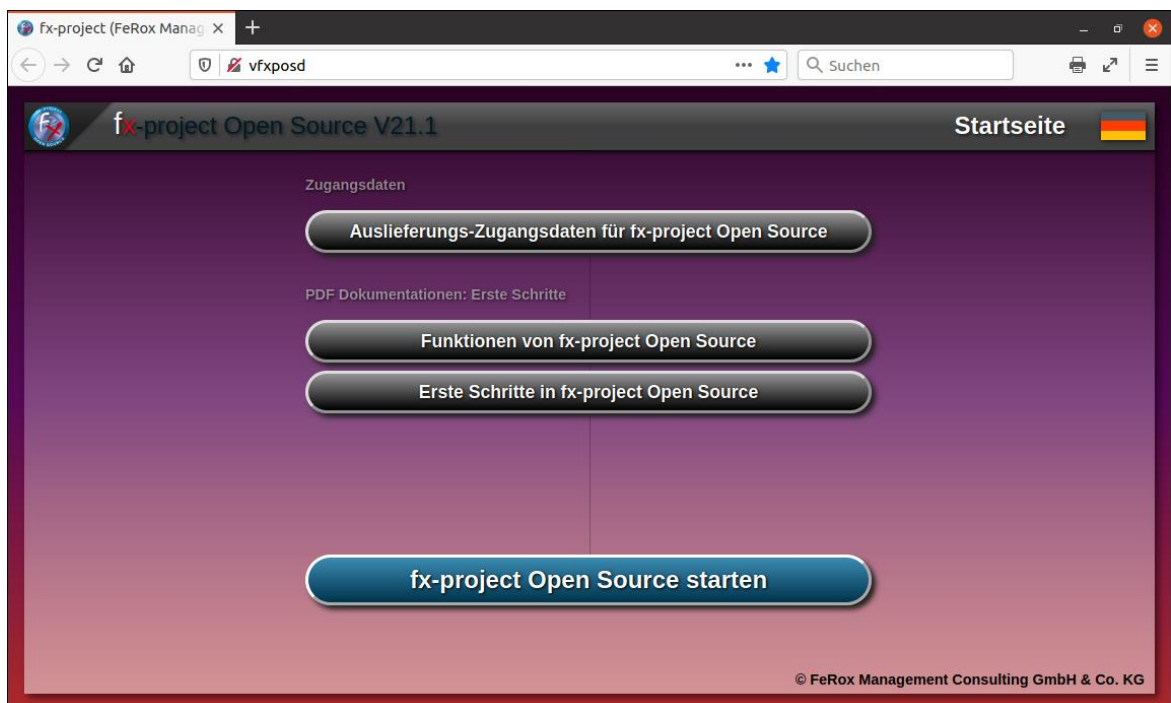 fx-project (FeRox Manag
vfxposd
Suchen
fx-project Open Source V21.1
Startseite
Zugangsdaten
Auslieferungs-Zugangsdaten für fx-project Open Source
PDF Dokumentationen: Erste Schritte
Funktionen von fx-project Open Source
Erste Schritte in fx-project Open Source
fx-project Open Source starten
© FeRox Management Consulting GmbH & Co. KG